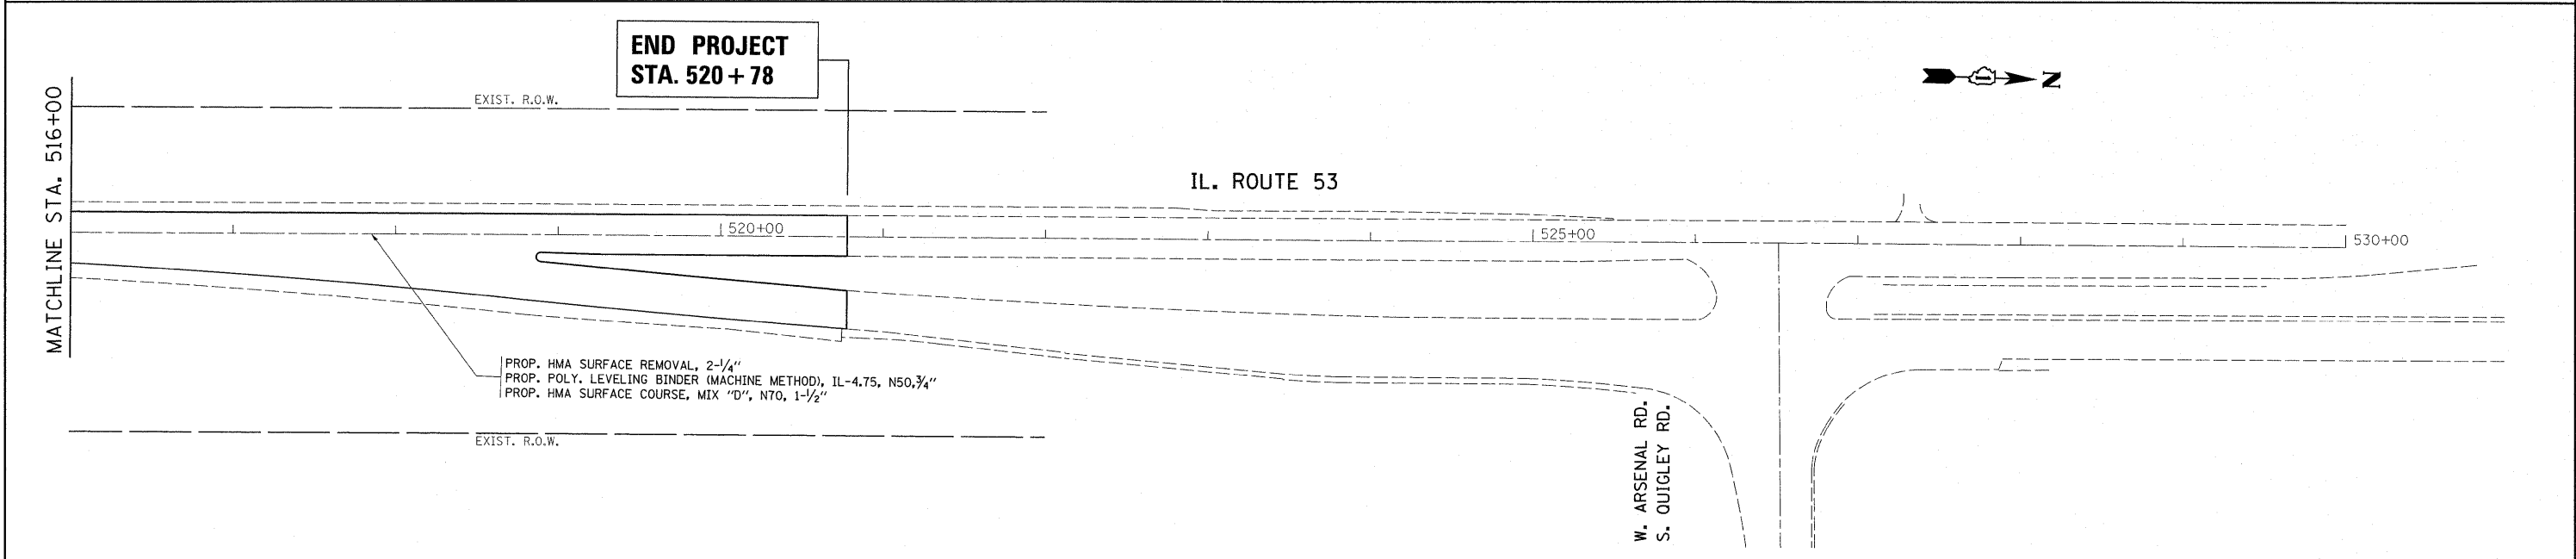 END PROJECT
STA. 520+78
MATCHLINE STA. 516+00
EXIST. R.O.W.
N
IL. ROUTE 53
520+00
525+00
530+00
PROP. HMA SURFACE REMOVAL, 2-1/4"
PROP. POLY. LEVELING BINDER (MACHINE METHOD), IL-4.75, N50, 3/4"
PROP. HMA SURFACE COURSE, MIX "D", N70, 1-1/2"
EXIST. R.O.W.
W. ARSENAL RD.
S. QUIGLEY RD.